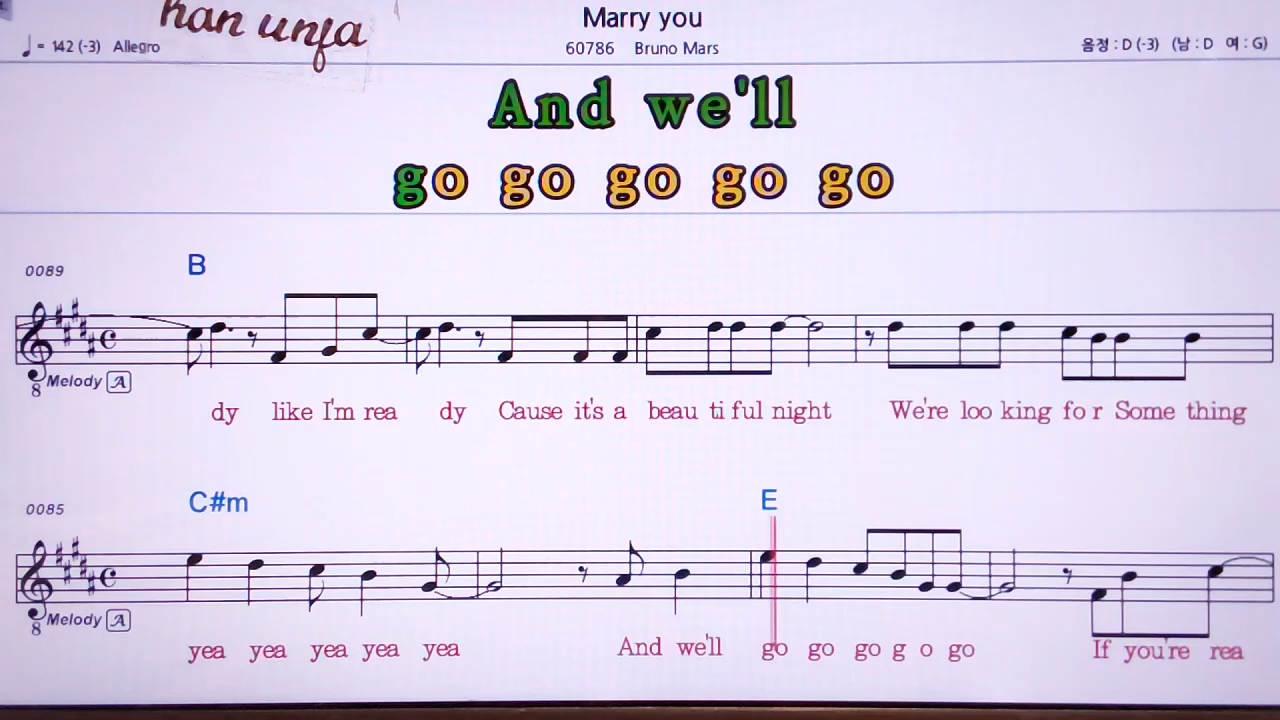 han unfa
Marry you
♩ = 142 (-3) Allegro
60786 Bruno Mars
음정 : D (-3) (남 : D 여 : G)
And we'll
go go go go go
0089
B
8 Melody A
dy like I'm rea dy Cause it's a beau ti ful night We're loo king fo r Some thing
0085
C#m E
8 Melody A
yea yea yea yea yea And we'll go go go g o go If you're rea